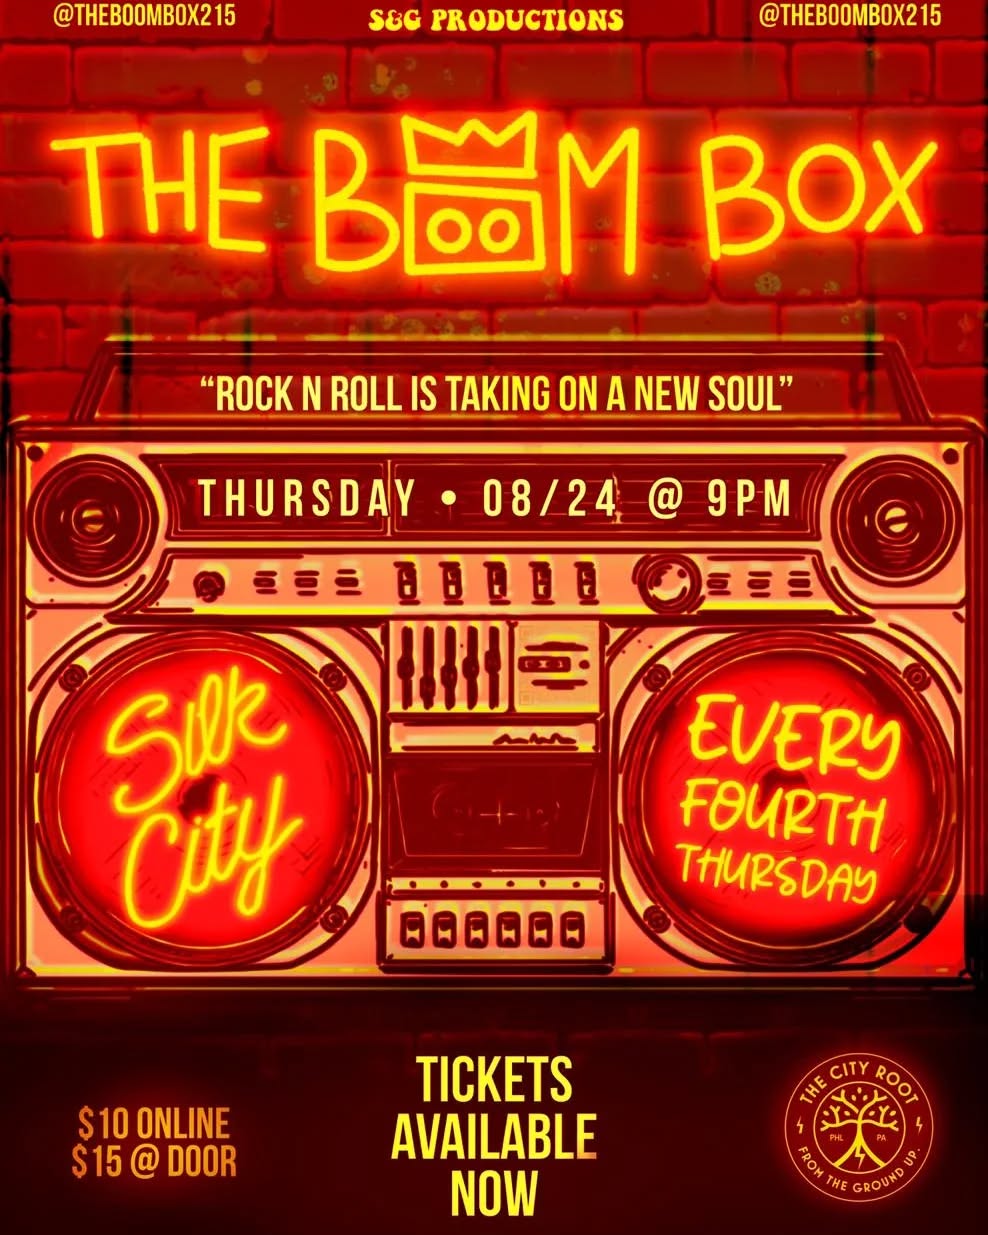 @THEBOOMBOX215
S&G PRODUCTIONS
@THEBOOMBOX215
THE BOOM BOX
“ROCK N ROLL IS TAKING ON A NEW SOUL”
THURSDAY • 08/24 @ 9PM
Silk
City
EVERY
FOURTH
THURSDAY
$10 ONLINE
$15 @ DOOR
TICKETS
AVAILABLE
NOW
THE CITY ROOT
PHL PA
FROM THE GROUND UP.